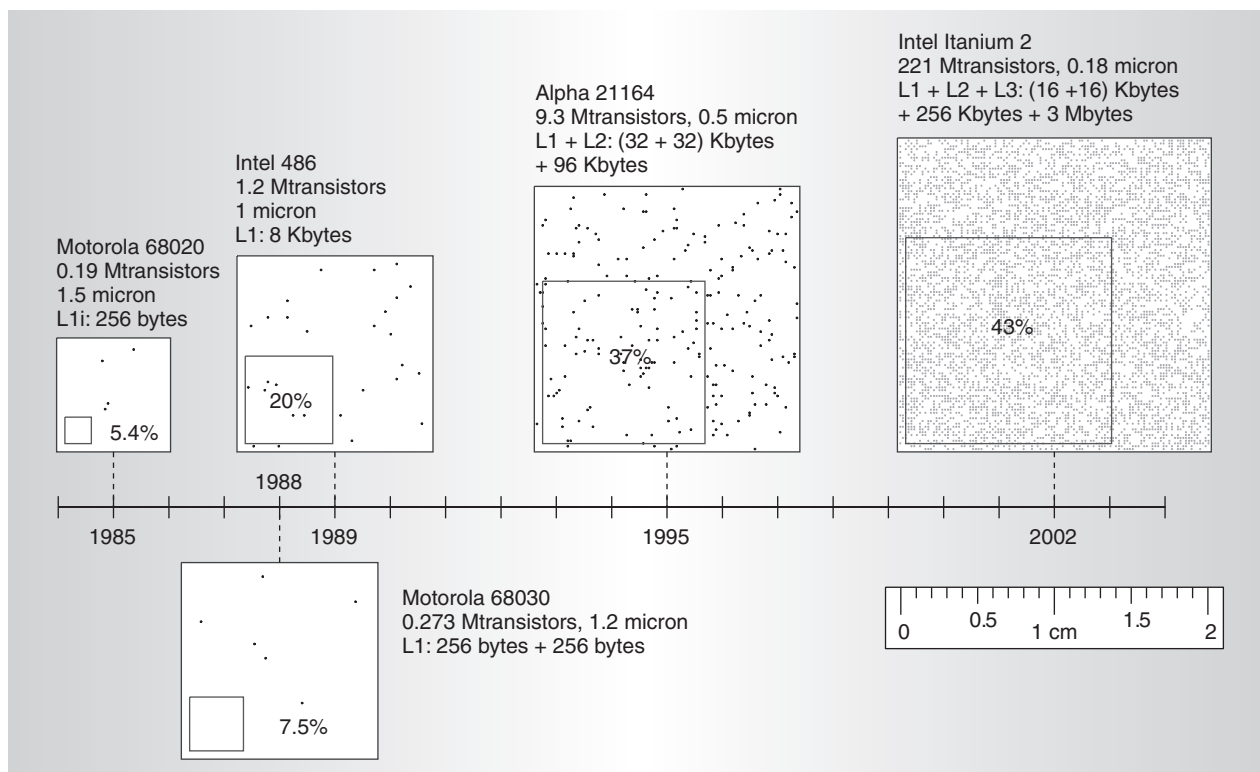 Motorola 68020
0.19 Mtransistors
1.5 micron
L1i: 256 bytes
5.4%
Intel 486
1.2 Mtransistors
1 micron
L1: 8 Kbytes
20%
Alpha 21164
9.3 Mtransistors, 0.5 micron
L1 + L2: (32 + 32) Kbytes
+ 96 Kbytes
37%
Intel Itanium 2
221 Mtransistors, 0.18 micron
L1 + L2 + L3: (16 +16) Kbytes
+ 256 Kbytes + 3 Mbytes
43%
1988
1985
1989
1995
2002
Motorola 68030
0.273 Mtransistors, 1.2 micron
L1: 256 bytes + 256 bytes
7.5%
0 0.5 1 cm 1.5 2